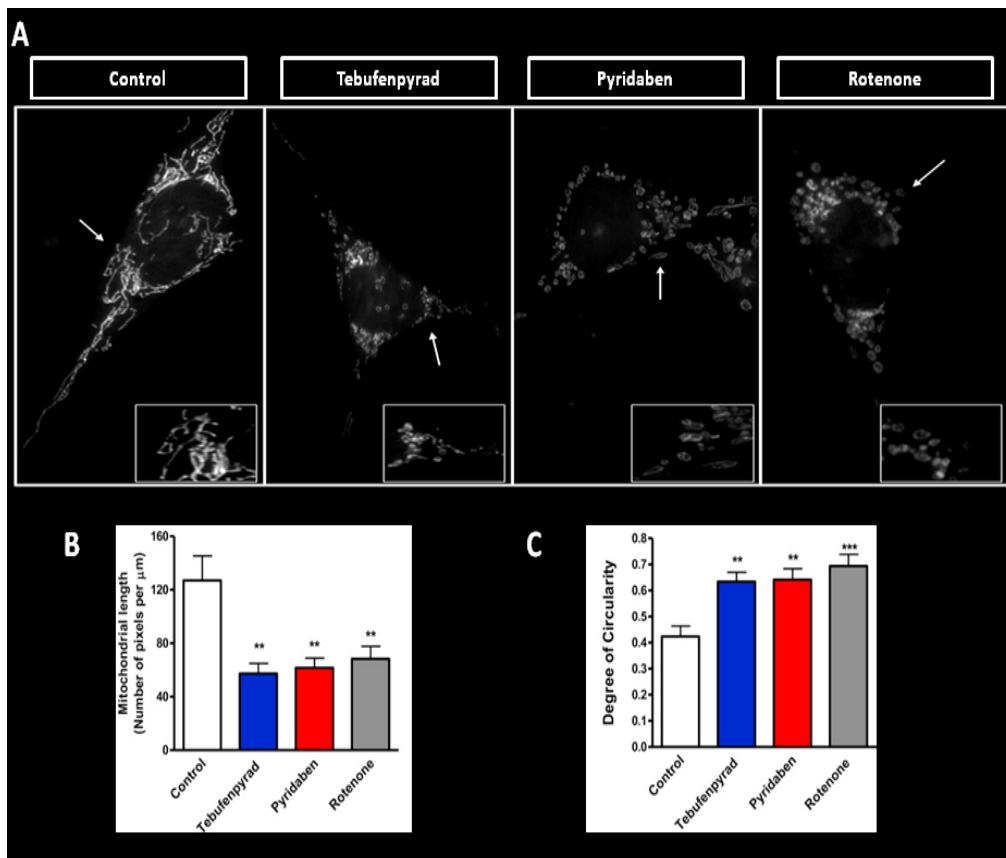 A
Control
Tebufenpyrad
Pyridaben
Rotenone
B
Mitochondrial length
(Number of pixels per μm)
160
120
80
40
0
**
**
**
Control
Tebufenpyrad
Pyridaben
Rotenone
C
Degree of Circularity
0.8
0.7
0.6
0.5
0.4
0.3
0.2
0.1
0.0
**
**
***
Control
Tebufenpyrad
Pyridaben
Rotenone